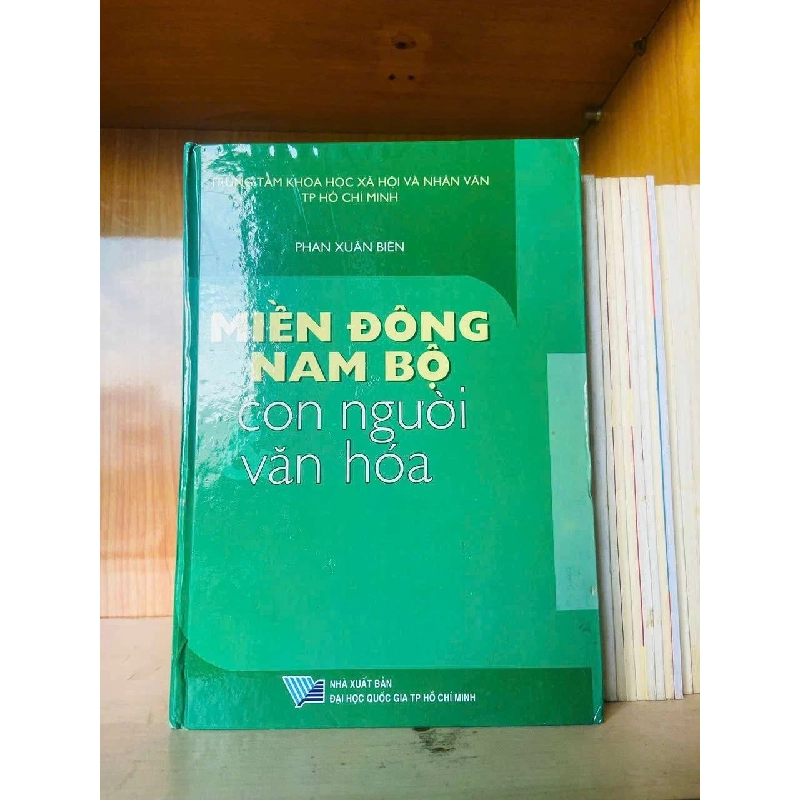 TRUNG TÂM KHOA HỌC XÃ HỘI VÀ NHÂN VĂN
TP HỒ CHÍ MINH
PHAN XUÂN BIÊN
MIỀN ĐÔNG
NAM BỘ
con người
văn hóa
NHÀ XUẤT BẢN
ĐẠI HỌC QUỐC GIA TP HỒ CHÍ MINH